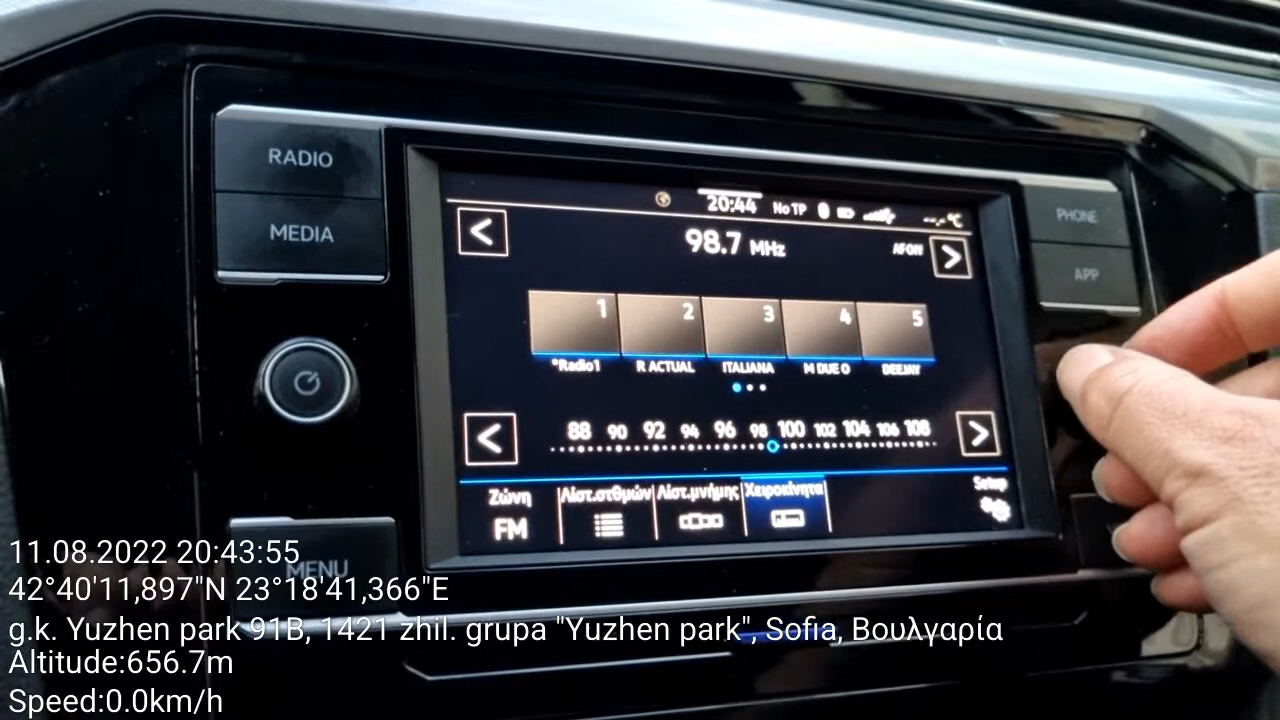 RADIO
MEDIA
MENU
PHONE
APP
20:44 No TP --,- °C
98.7 MHz AF Off
1 2 3 4 5
°Radio1 R ACTUAL ITALIANA M DUE O DEEJAY
88 90 92 94 96 98 100 102 104 106 108
Ζώνη Λίστ.στθμών Λίστ.μνήμης Χειροκίνητα Setup
FM
11.08.2022 20:43:55
42°40'11,897"N 23°18'41,366"E
g.k. Yuzhen park 91B, 1421 zhil. grupa "Yuzhen park", Sofia, Βουλγαρία
Altitude:656.7m
Speed:0.0km/h